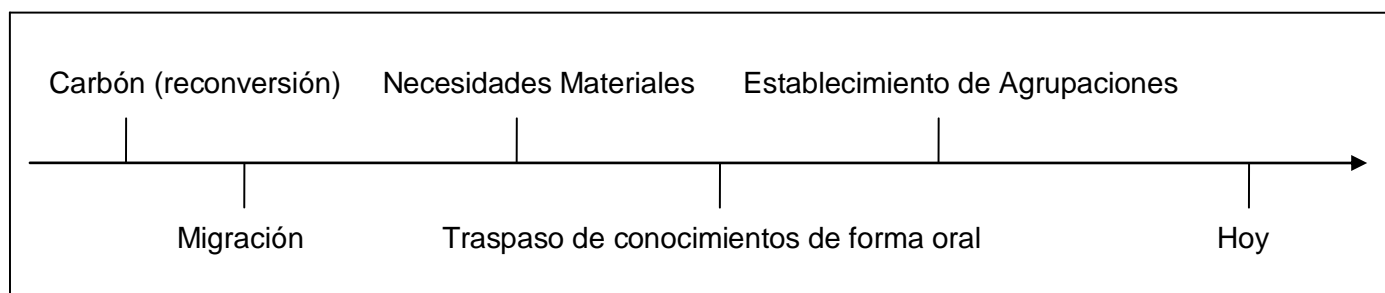 Carbón (reconversión) Necesidades Materiales Establecimiento de Agrupaciones
Migración Traspaso de conocimientos de forma oral Hoy